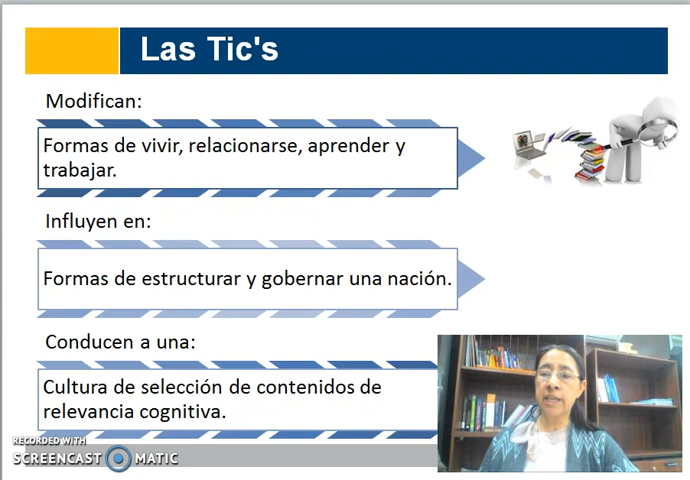 Las Tic's
Modifican:
Formas de vivir, relacionarse, aprender y
trabajar.
Influyen en:
Formas de estructurar y gobernar una nación.
Conducen a una:
Cultura de selección de contenidos de
relevancia cognitiva.
RECORDED WITH
SCREENCAST MATIC